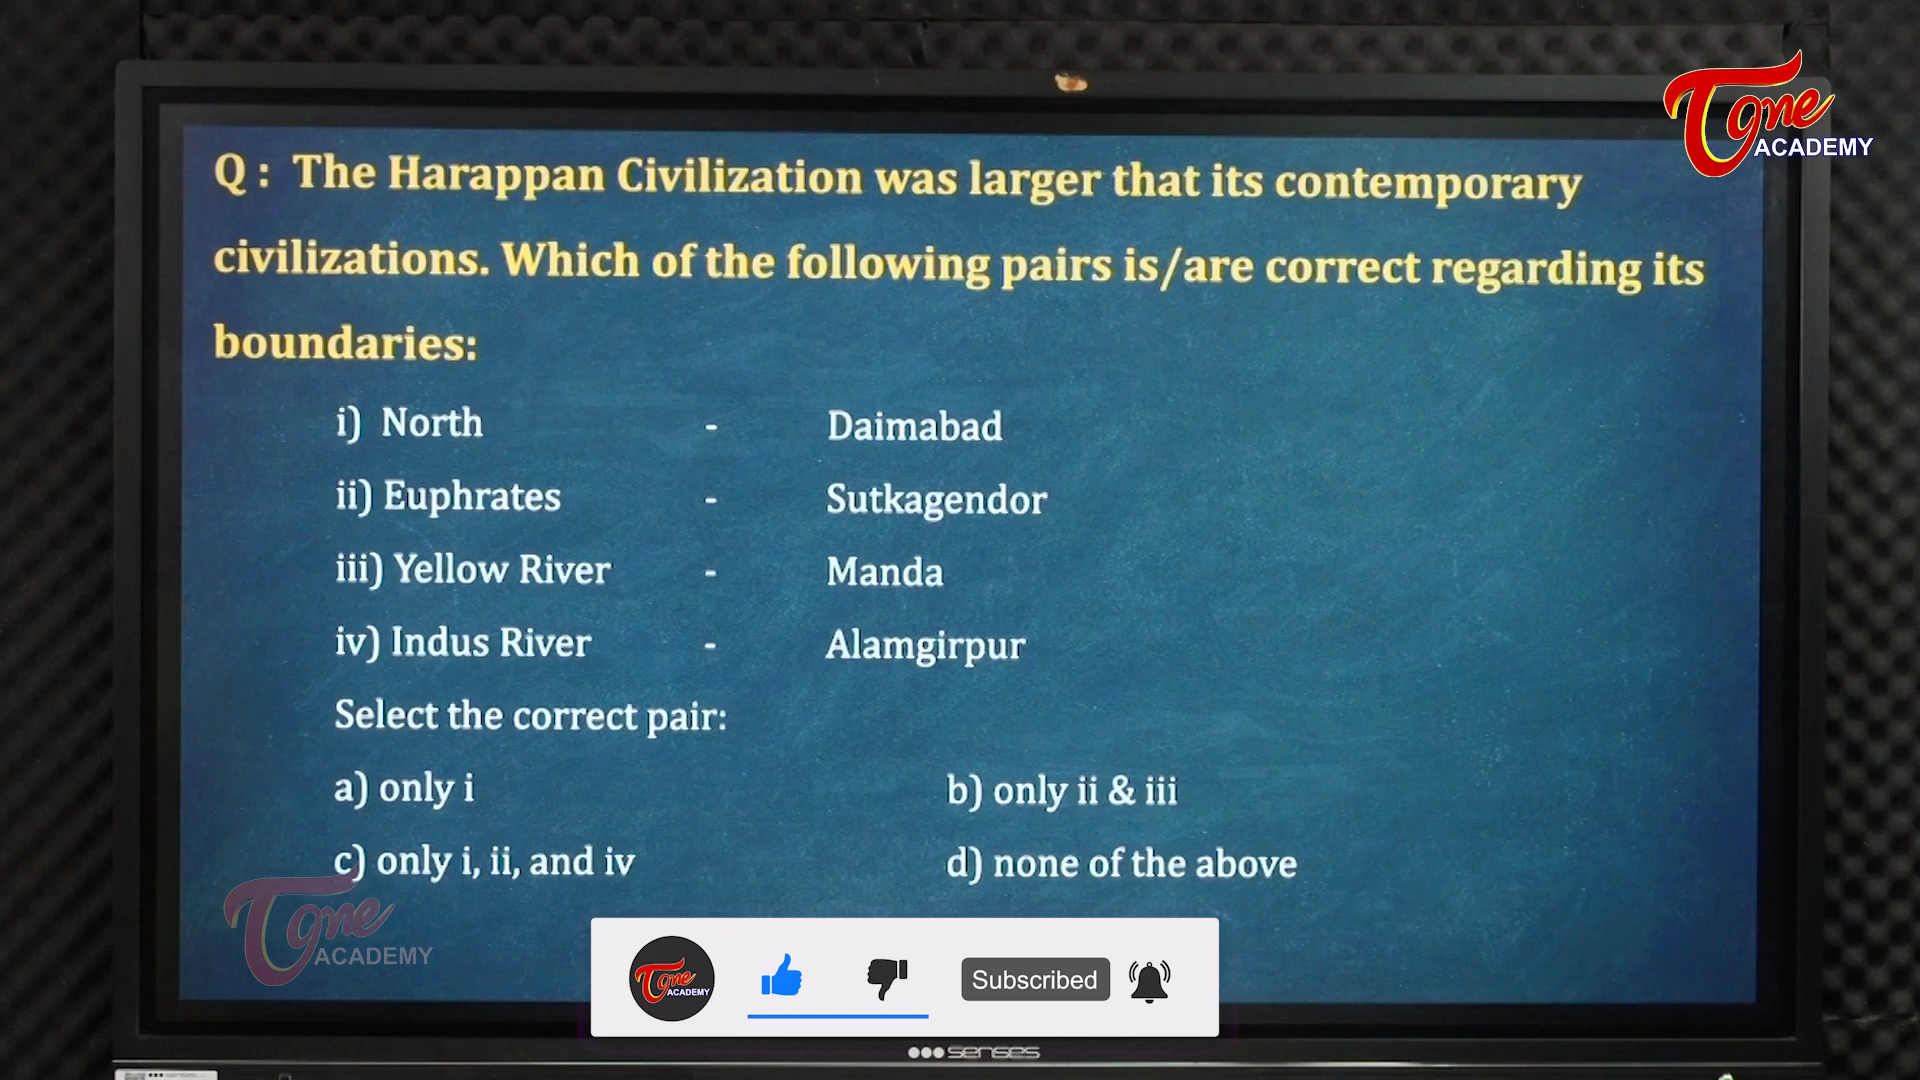 Tone
ACADEMY
Q : The Harappan Civilization was larger that its contemporary
civilizations. Which of the following pairs is/are correct regarding its
boundaries:
i) North - Daimabad
ii) Euphrates - Sutkagendor
iii) Yellow River - Manda
iv) Indus River - Alamgirpur
Select the correct pair:
a) only i b) only ii & iii
c) only i, ii, and iv d) none of the above
Tone
ACADEMY
Tone
ACADEMY
Subscribed
senses